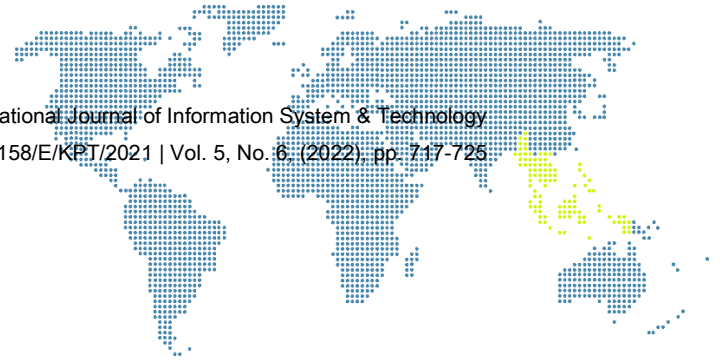 ational Journal of Information System & Technology
158/E/KPT/2021 | Vol. 5, No. 6, (2022), pp. 717-725